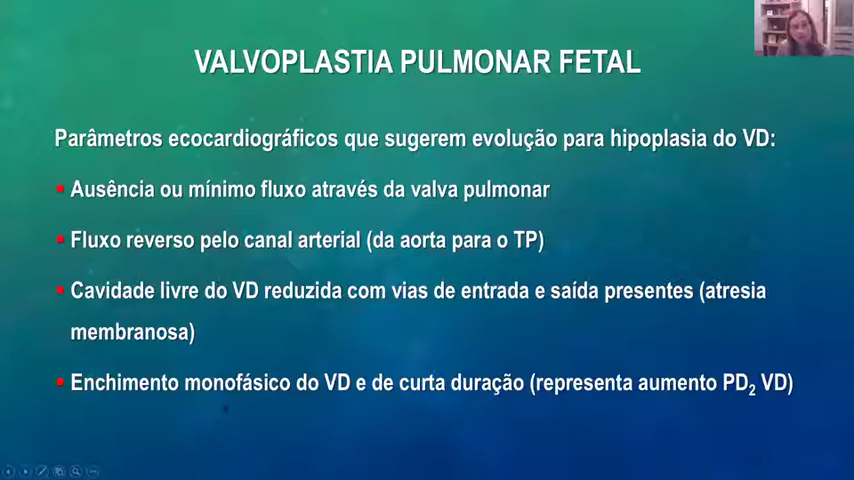 VALVOPLASTIA PULMONAR FETAL
Parâmetros ecocardiográficos que sugerem evolução para hipoplasia do VD:
Ausência ou mínimo fluxo através da valva pulmonar
Fluxo reverso pelo canal arterial (da aorta para o TP)
Cavidade livre do VD reduzida com vias de entrada e saída presentes (atresia
membranosa)
Enchimento monofásico do VD e de curta duração (representa aumento PD₂ VD)